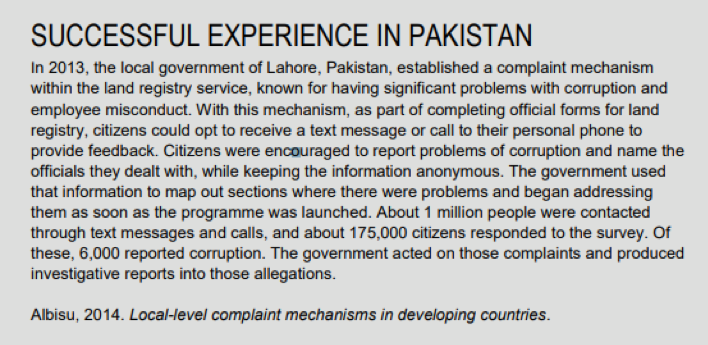 SUCCESSFUL EXPERIENCE IN PAKISTAN
In 2013, the local government of Lahore, Pakistan, established a complaint mechanism
within the land registry service, known for having significant problems with corruption and
employee misconduct. With this mechanism, as part of completing official forms for land
registry, citizens could opt to receive a text message or call to their personal phone to
provide feedback. Citizens were encouraged to report problems of corruption and name the
officials they dealt with, while keeping the information anonymous. The government used
that information to map out sections where there were problems and began addressing
them as soon as the programme was launched. About 1 million people were contacted
through text messages and calls, and about 175,000 citizens responded to the survey. Of
these, 6,000 reported corruption. The government acted on those complaints and produced
investigative reports into those allegations.
Albisu, 2014. Local-level complaint mechanisms in developing countries.